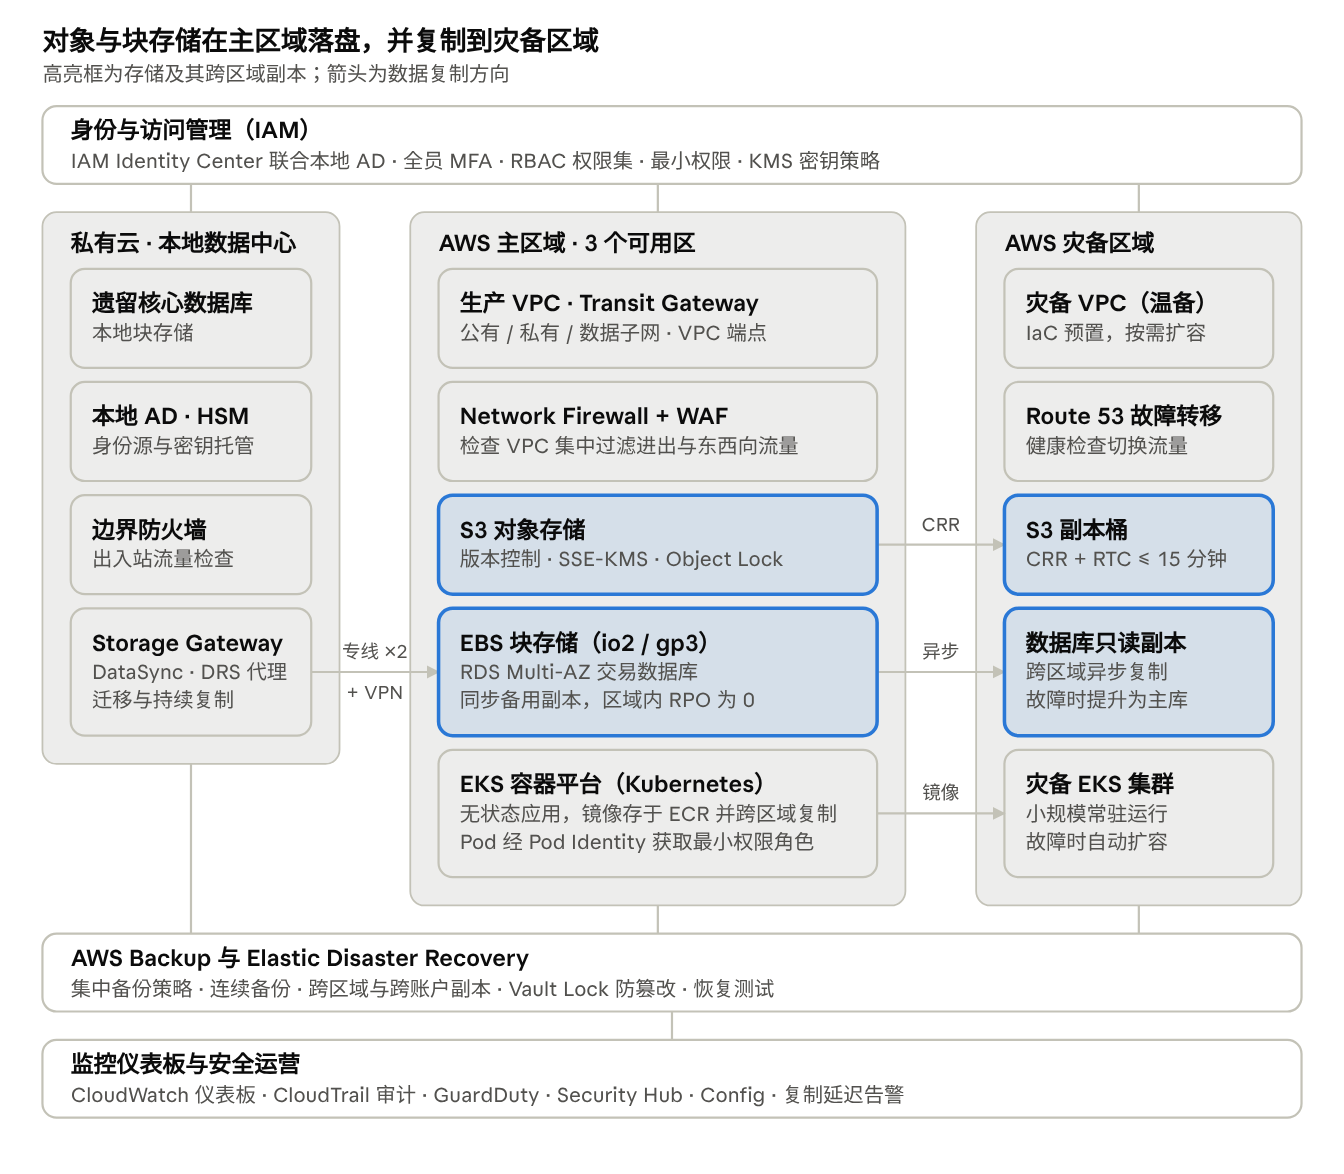 对象与块存储在主区域落盘，并复制到灾备区域
高亮框为存储及其跨区域副本；箭头为数据复制方向
身份与访问管理（IAM）
IAM Identity Center 联合本地 AD · 全员 MFA · RBAC 权限集 · 最小权限 · KMS 密钥策略
私有云 · 本地数据中心
遗留核心数据库
本地块存储
本地 AD · HSM
身份源与密钥托管
边界防火墙
出入站流量检查
Storage Gateway
DataSync · DRS 代理
迁移与持续复制
专线 ×2
+ VPN
AWS 主区域 · 3 个可用区
生产 VPC · Transit Gateway
公有 / 私有 / 数据子网 · VPC 端点
Network Firewall + WAF
检查 VPC 集中过滤进出与东西向流量
S3 对象存储
版本控制 · SSE-KMS · Object Lock
EBS 块存储（io2 / gp3）
RDS Multi-AZ 交易数据库
同步备用副本，区域内 RPO 为 0
EKS 容器平台（Kubernetes）
无状态应用，镜像存于 ECR 并跨区域复制
Pod 经 Pod Identity 获取最小权限角色
CRR
异步
镜像
AWS 灾备区域
灾备 VPC（温备）
IaC 预置，按需扩容
Route 53 故障转移
健康检查切换流量
S3 副本桶
CRR + RTC ≤ 15 分钟
数据库只读副本
跨区域异步复制
故障时提升为主库
灾备 EKS 集群
小规模常驻运行
故障时自动扩容
AWS Backup 与 Elastic Disaster Recovery
集中备份策略 · 连续备份 · 跨区域与跨账户副本 · Vault Lock 防篡改 · 恢复测试
监控仪表板与安全运营
CloudWatch 仪表板 · CloudTrail 审计 · GuardDuty · Security Hub · Config · 复制延迟告警